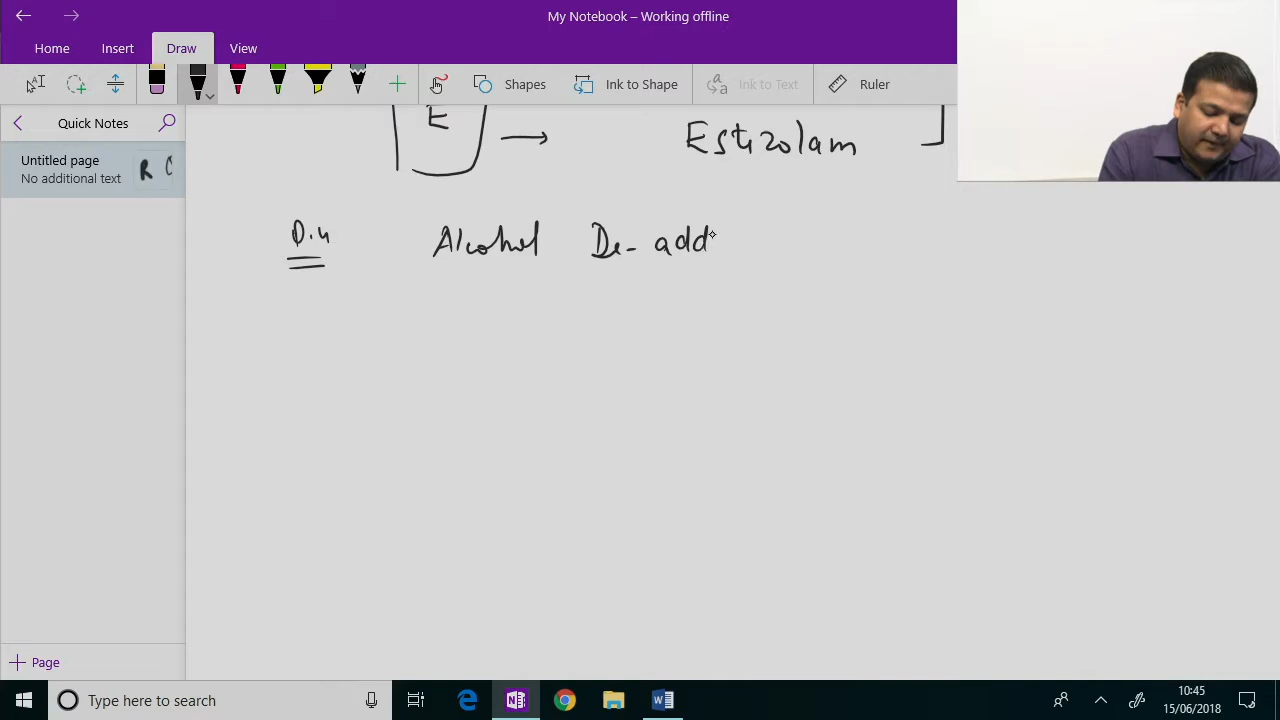 My Notebook – Working offline
Home Insert Draw View
Shapes Ink to Shape Ink to Text Ruler
Quick Notes
Untitled page
No additional text
R
E → Estizolam
D.4 Alcohol De- add
Page
Type here to search
10:45
15/06/2018